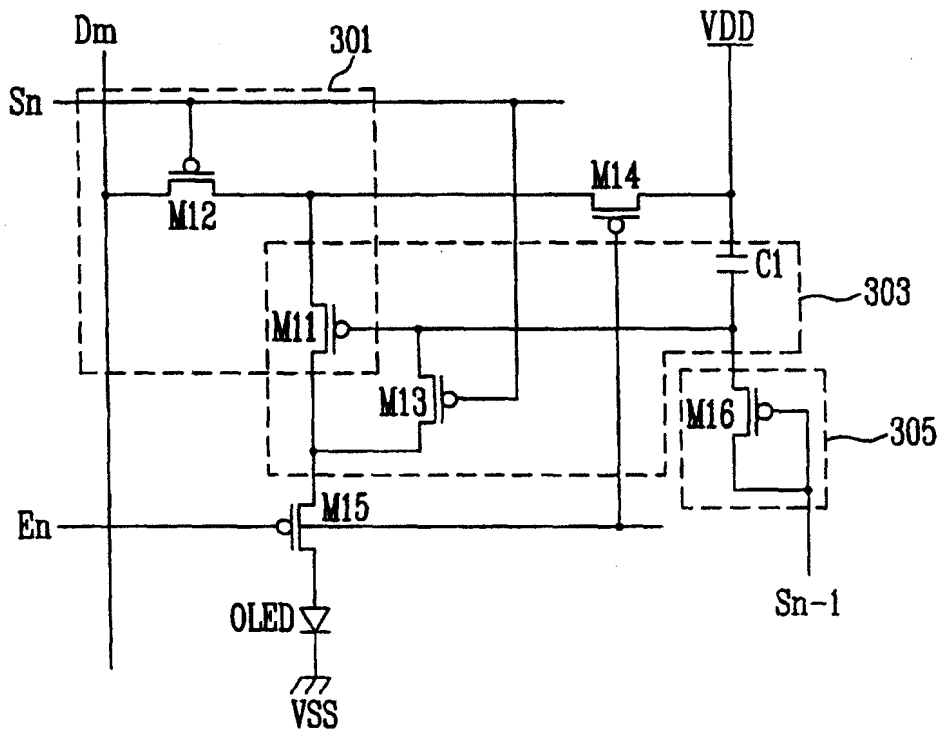 Dm
301
VDD
Sn
M14
M12
C1
303
M11
M13
M16
305
M15
En
Sn-1
OLED
VSS